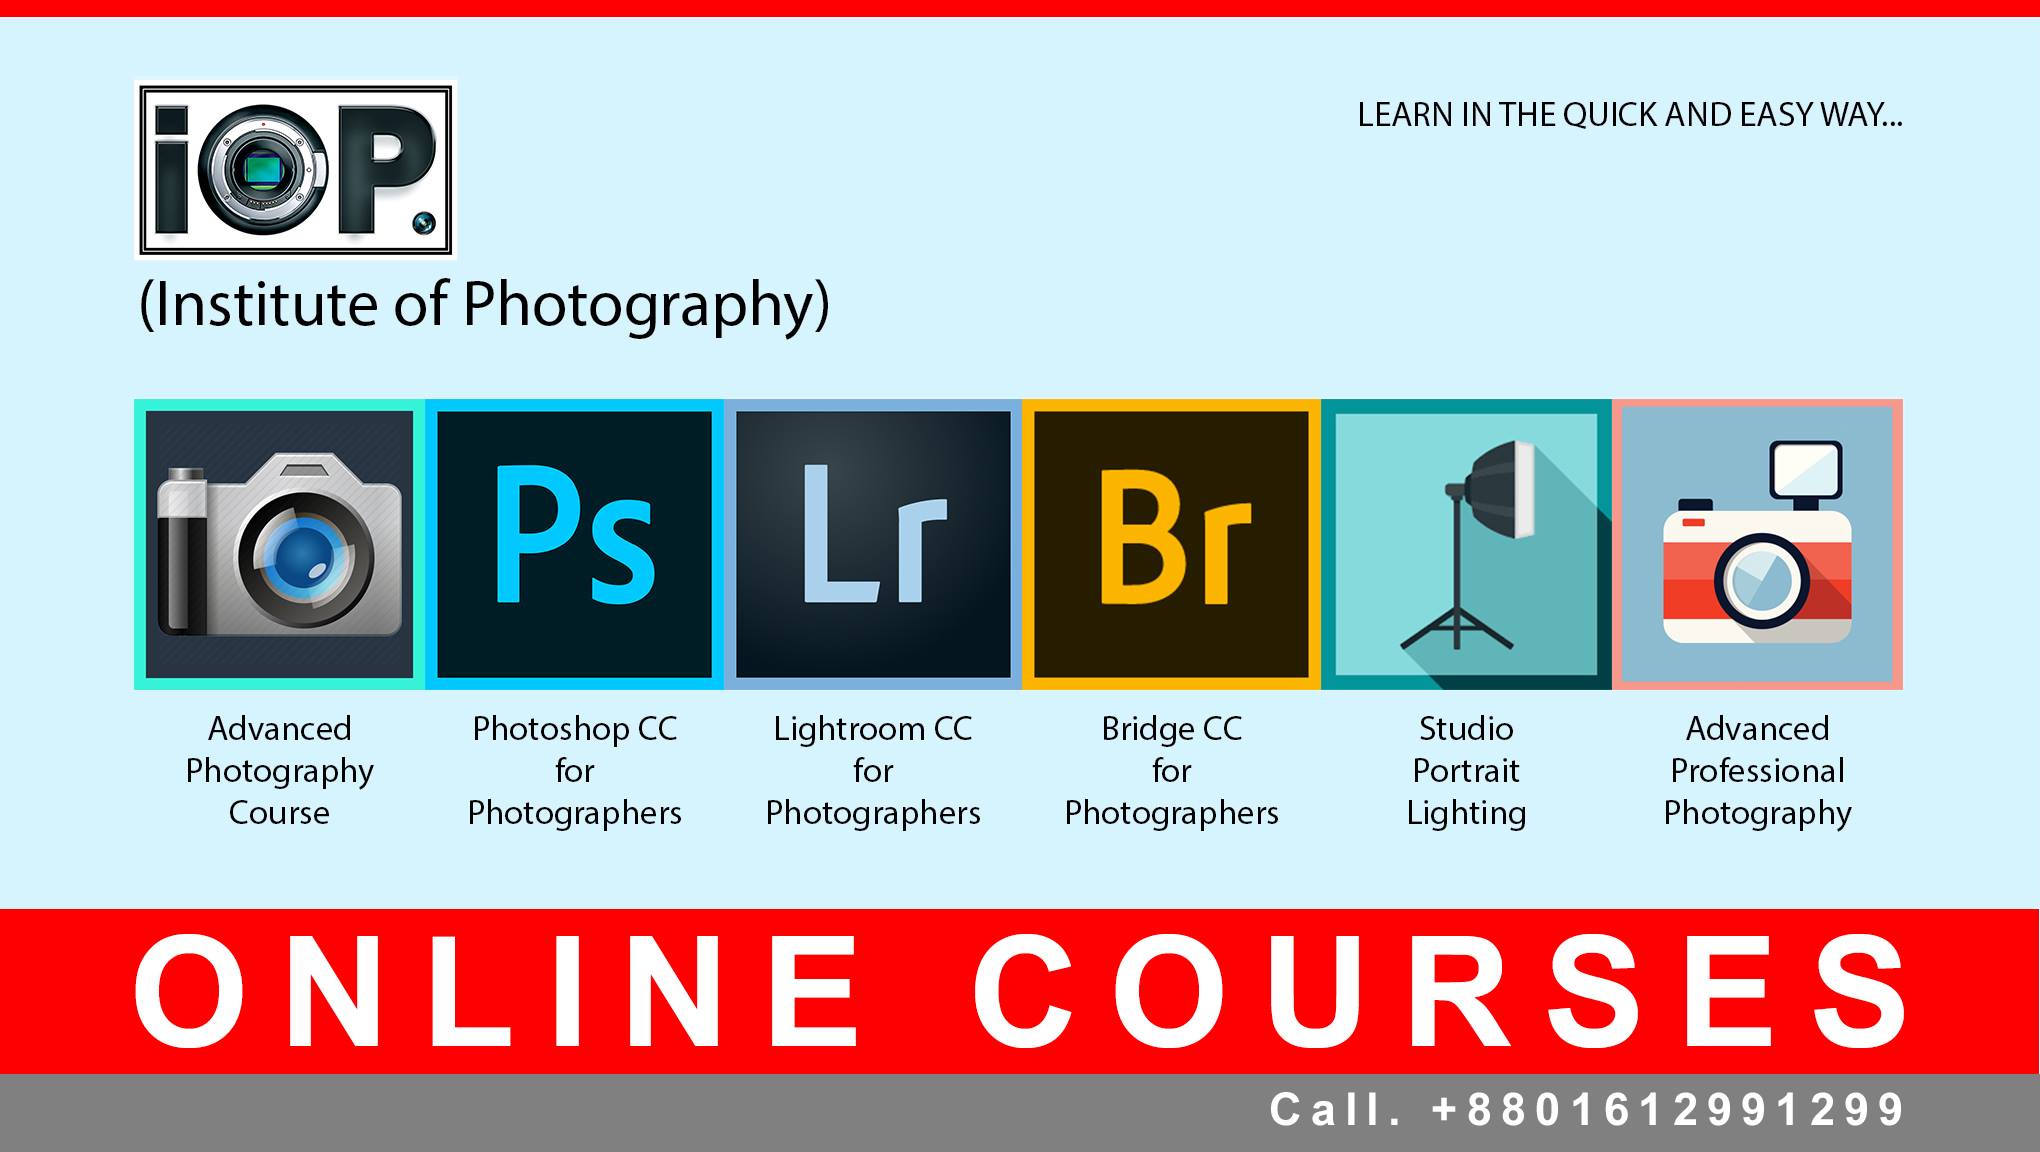 iOP.
LEARN IN THE QUICK AND EASY WAY...
(Institute of Photography)
Ps
Lr
Br
Advanced
Photography
Course
Photoshop CC
for
Photographers
Lightroom CC
for
Photographers
Bridge CC
for
Photographers
Studio
Portrait
Lighting
Advanced
Professional
Photography
ONLINE COURSES
Call. +8801612991299